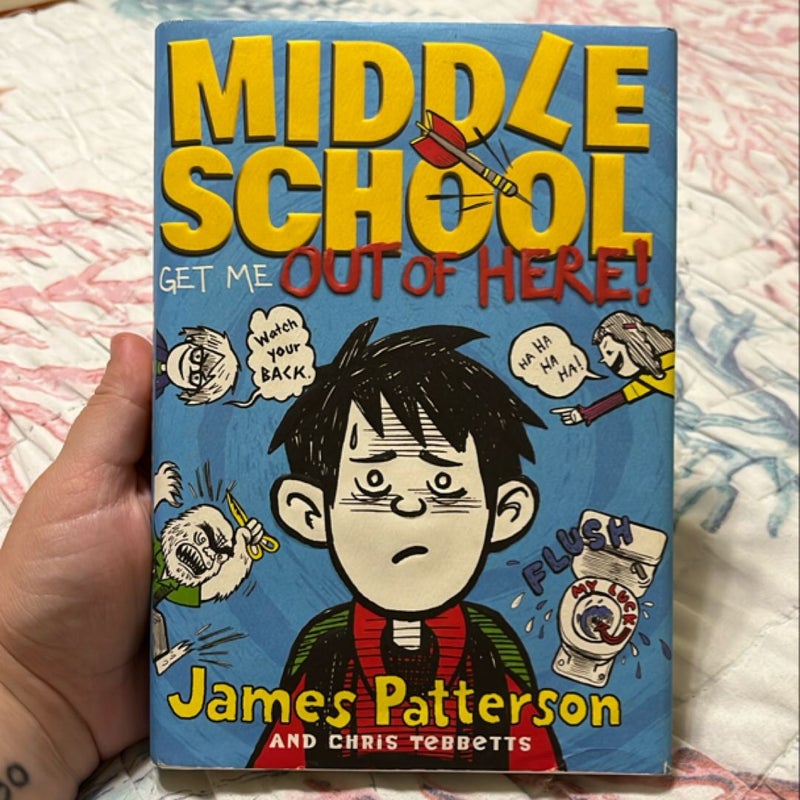 MIDDLE
SCHOOL
GET ME OUT OF HERE!
Watch
your
BACK.
HA HA
HA
HA!
FLUSH
MY LUCK
James Patterson
AND CHRIS TEBBETTS